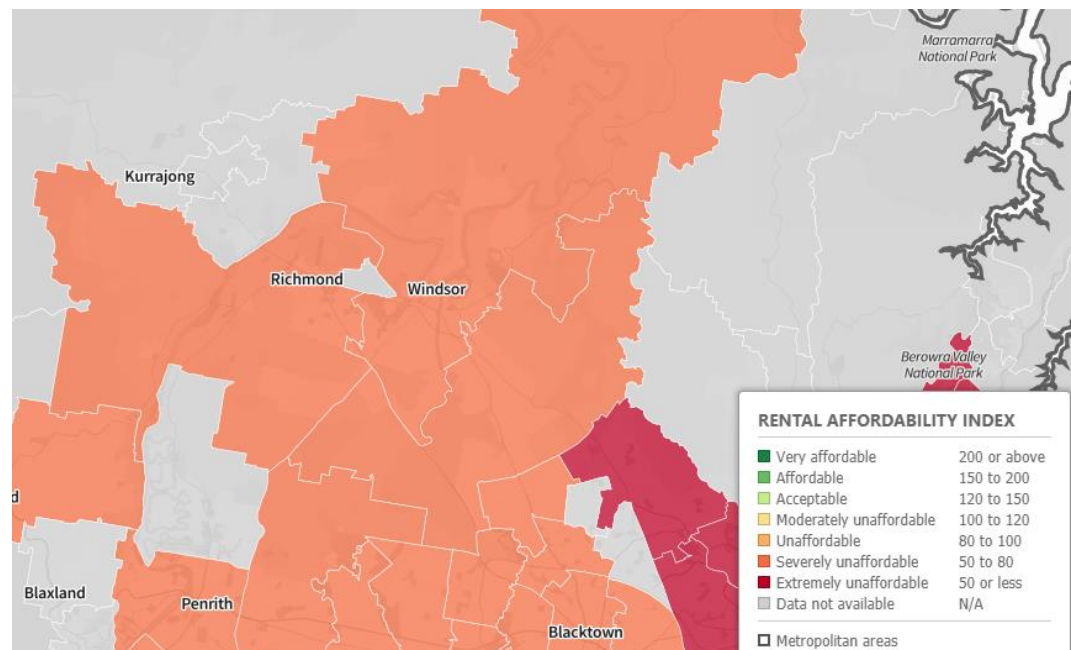 Marramarra
National Park
Kurrajong
Richmond
Windsor
Berowra Valley
National Park
d
Blaxland
Penrith
Blacktown
RENTAL AFFORDABILITY INDEX
Very affordable 200 or above
Affordable 150 to 200
Acceptable 120 to 150
Moderately unaffordable 100 to 120
Unaffordable 80 to 100
Severely unaffordable 50 to 80
Extremely unaffordable 50 or less
Data not available N/A
Metropolitan areas